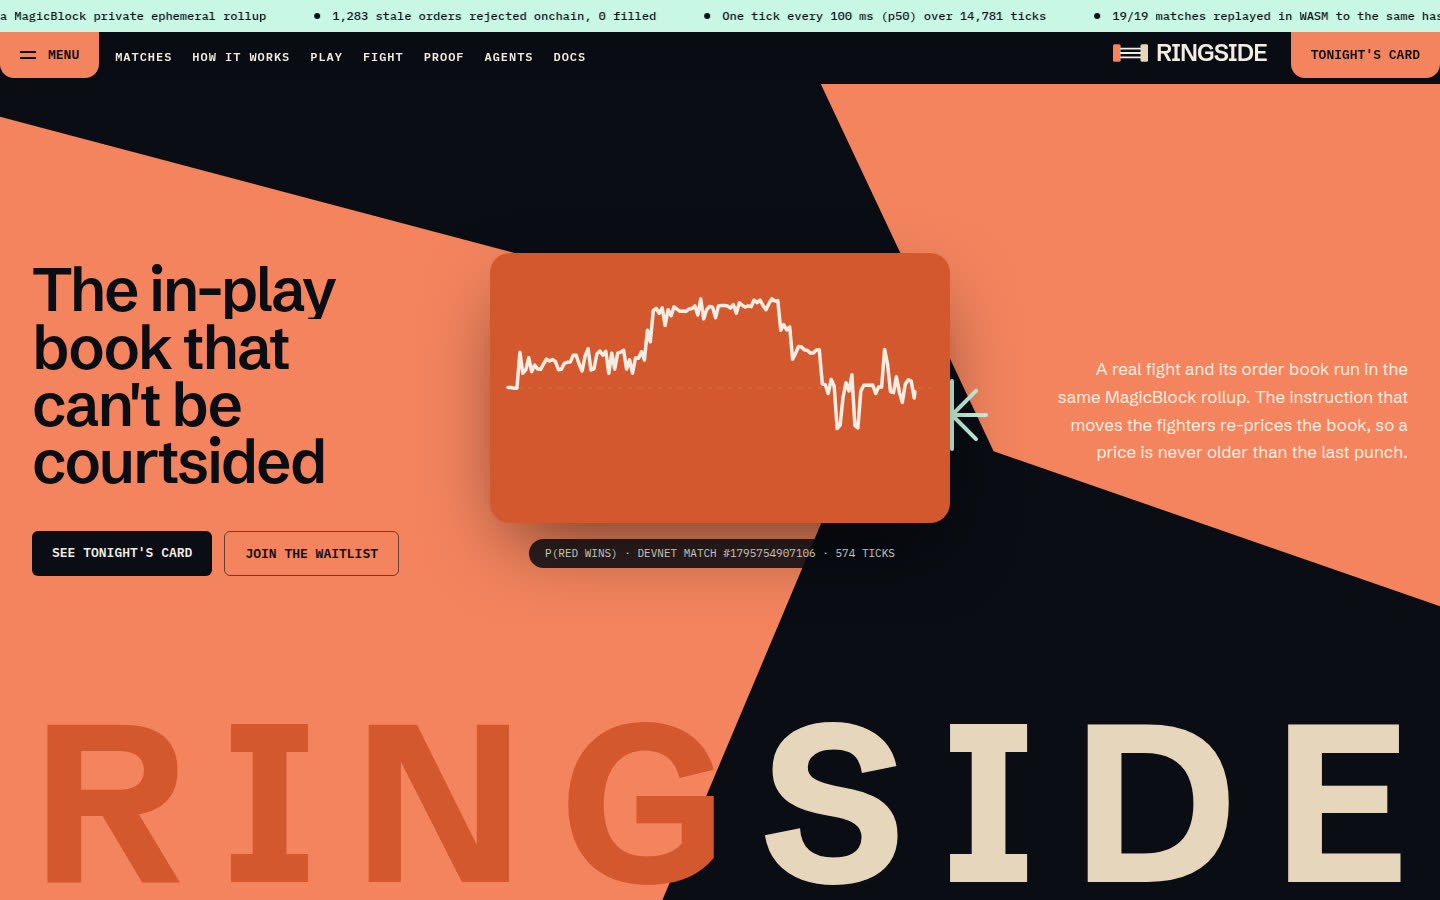 a MagicBlock private ephemeral rollup • 1,283 stale orders rejected onchain, 0 filled • One tick every 100 ms (p50) over 14,781 ticks • 19/19 matches replayed in WASM to the same
MENU MATCHES HOW IT WORKS PLAY FIGHT PROOF AGENTS DOCS RINGSIDE TONIGHT'S CARD
The in-play
book that
can't be
courtsided
A real fight and its order book run in the
same MagicBlock rollup. The instruction that
moves the fighters re-prices the book, so a
price is never older than the last punch.
SEE TONIGHT'S CARD JOIN THE WAITLIST
P(RED WINS) · DEVNET MATCH #1795754907106 · 574 TICKS
RINGSIDE